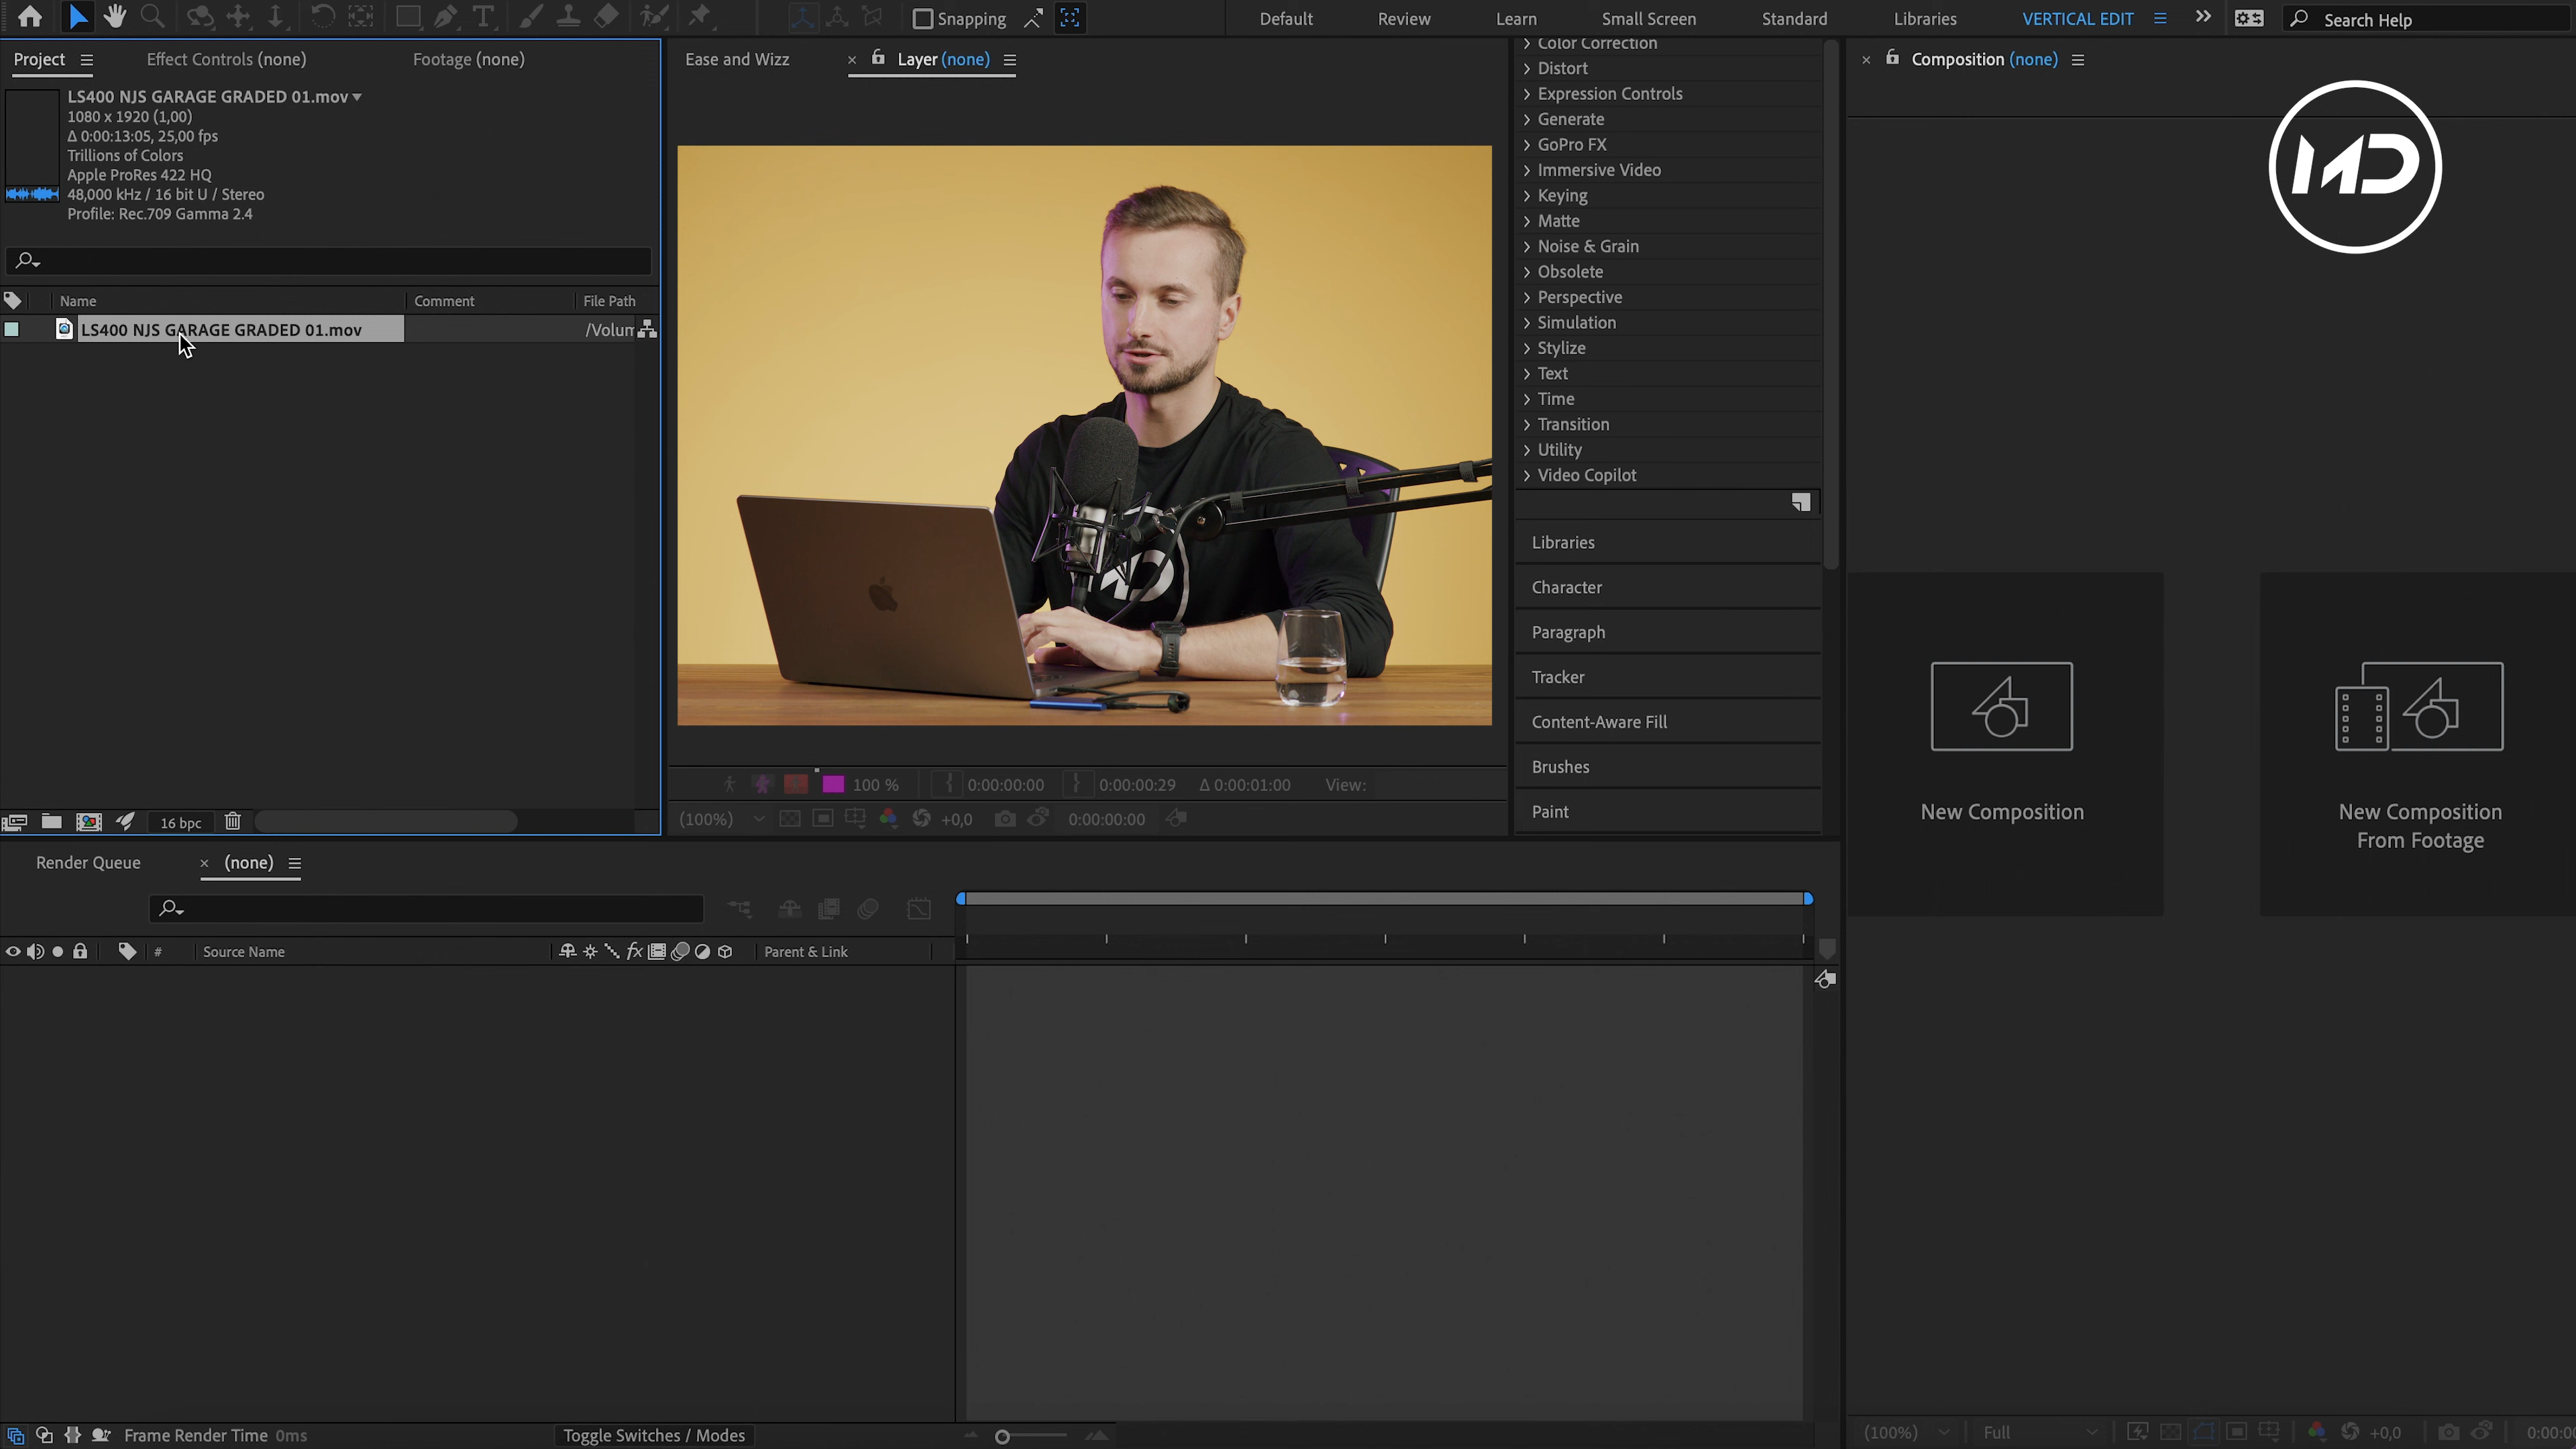 Snapping
Default
Review
Learn
Small Screen
Standard
Libraries
VERTICAL EDIT
Search Help
Project
Effect Controls (none)
Footage (none)
LS400 NJS GARAGE GRADED 01.mov
1080 x 1920 (1,00)
Δ 0:00:13:05, 25,00 fps
Trillions of Colors
Apple ProRes 422 HQ
48,000 kHz / 16 bit U / Stereo
Profile: Rec.709 Gamma 2.4
Name
Comment
File Path
LS400 NJS GARAGE GRADED 01.mov
/Volum
16 bpc
Ease and Wizz
Layer (none)
MD
100 %
0:00:00:00
0:00:00:29
Δ 0:00:01:00
View:
(100%)
+0,0
0:00:00:00
Color Correction
Distort
Expression Controls
Generate
GoPro FX
Immersive Video
Keying
Matte
Noise & Grain
Obsolete
Perspective
Simulation
Stylize
Text
Time
Transition
Utility
Video Copilot
Libraries
Character
Paragraph
Tracker
Content-Aware Fill
Brushes
Paint
Composition (none)
MD
New Composition
New Composition
From Footage
Render Queue
(none)
#
Source Name
fx
Parent & Link
Frame Render Time 0ms
Toggle Switches / Modes
(100%)
Full
+0,0